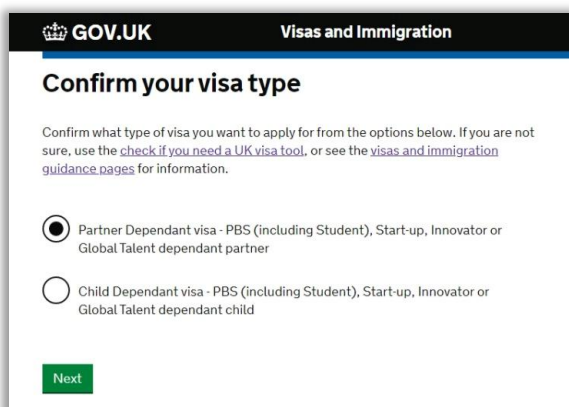 GOV.UK Visas and Immigration
Confirm your visa type
Confirm what type of visa you want to apply for from the options below. If you are not
sure, use the check if you need a UK visa tool, or see the visas and immigration
guidance pages for information.
Partner Dependant visa - PBS (including Student), Start-up, Innovator or
Global Talent dependant partner
Child Dependant visa - PBS (including Student), Start-up, Innovator or
Global Talent dependant child
Next